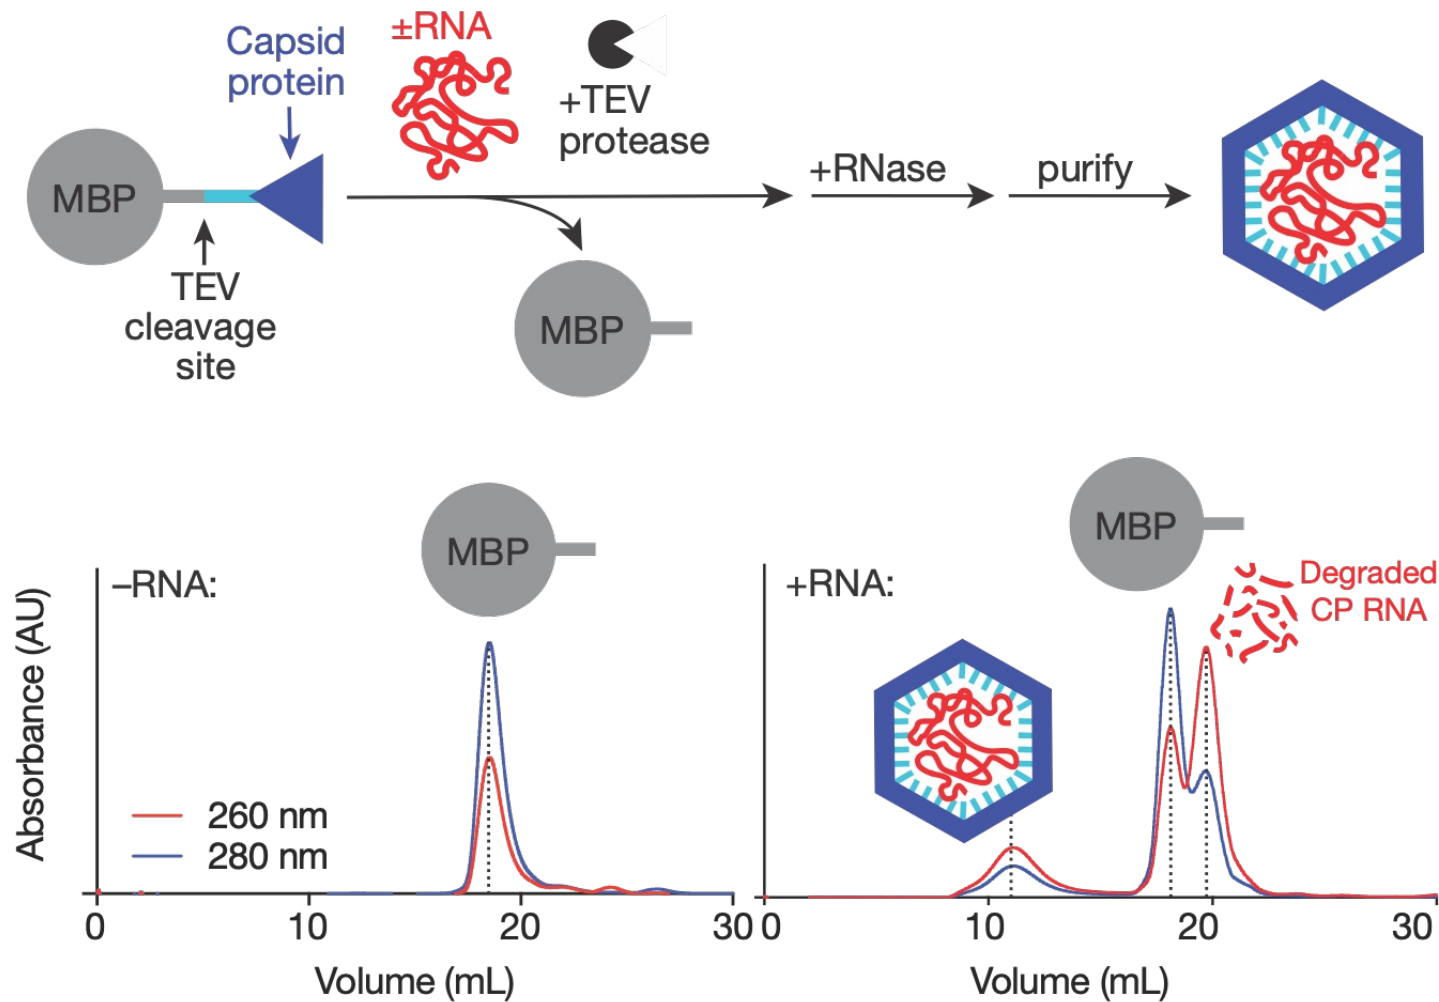 Capsid
protein
±RNA
+TEV
protease
MBP
TEV
cleavage
site
MBP
+RNase
purify
–RNA:
MBP
Absorbance (AU)
260 nm
280 nm
0
10
20
30
Volume (mL)
+RNA:
MBP
Degraded
CP RNA
0
10
20
30
Volume (mL)